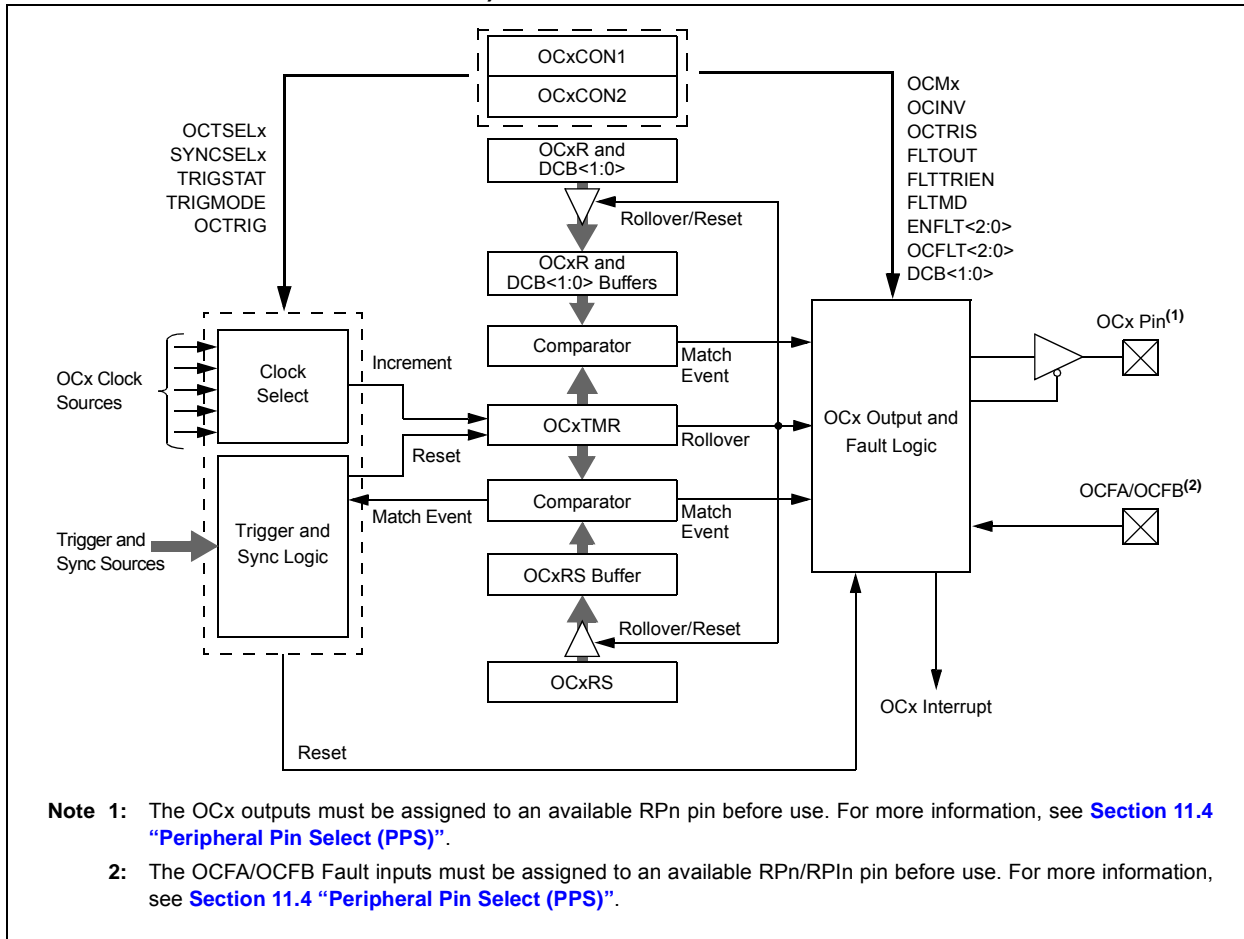 OCxCON1
OCxCON2
OCTSELx
SYNCSELx
TRIGSTAT
TRIGMODE
OCTRIG
OCMx
OCINV
OCTRIS
FLTOUT
FLTTRIEN
FLTMD
ENFLT<2:0>
OCFLT<2:0>
DCB<1:0>
OCxR and
DCB<1:0>
Rollover/Reset
OCxR and
DCB<1:0> Buffers
Comparator
Match
Event
OCx Clock
Sources
Clock
Select
Increment
OCxTMR
Rollover
Reset
OCx Output and
Fault Logic
OCx Pin(1)
OCFA/OCFB(2)
Trigger and
Sync Sources
Trigger and
Sync Logic
Match Event
Comparator
Match
Event
OCxRS Buffer
Rollover/Reset
OCxRS
OCx Interrupt
Reset
Note 1: The OCx outputs must be assigned to an available RPn pin before use. For more information, see Section 11.4
“Peripheral Pin Select (PPS)”.
2: The OCFA/OCFB Fault inputs must be assigned to an available RPn/RPIn pin before use. For more information,
see Section 11.4 “Peripheral Pin Select (PPS)”.